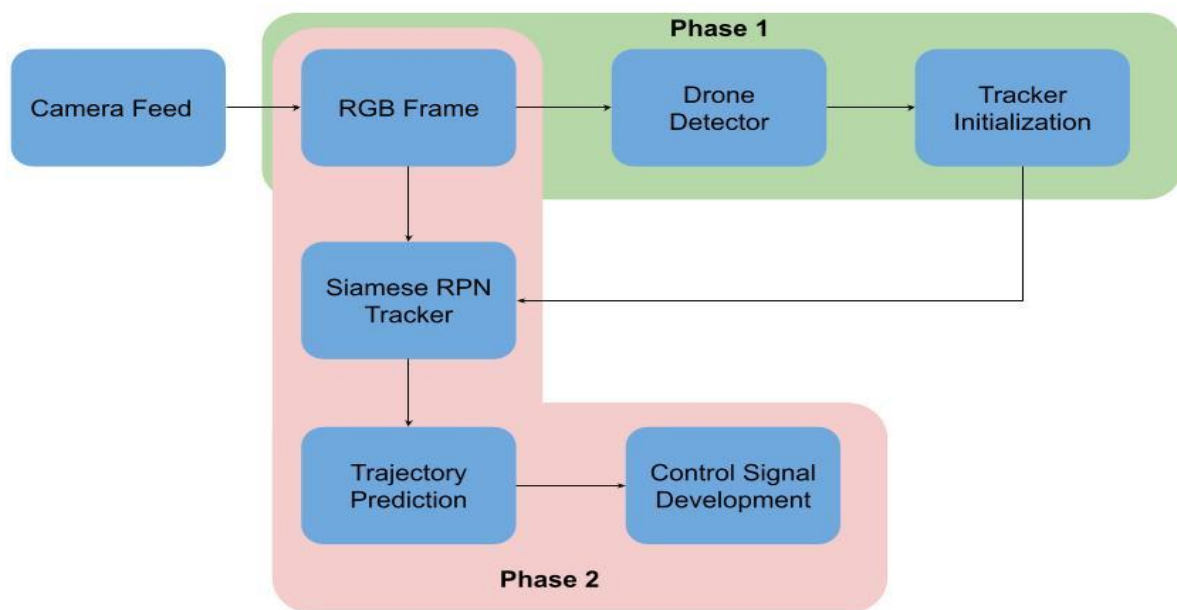 Phase 1
Camera Feed
RGB Frame
Drone
Detector
Tracker
Initialization
Siamese RPN
Tracker
Trajectory
Prediction
Control Signal
Development
Phase 2